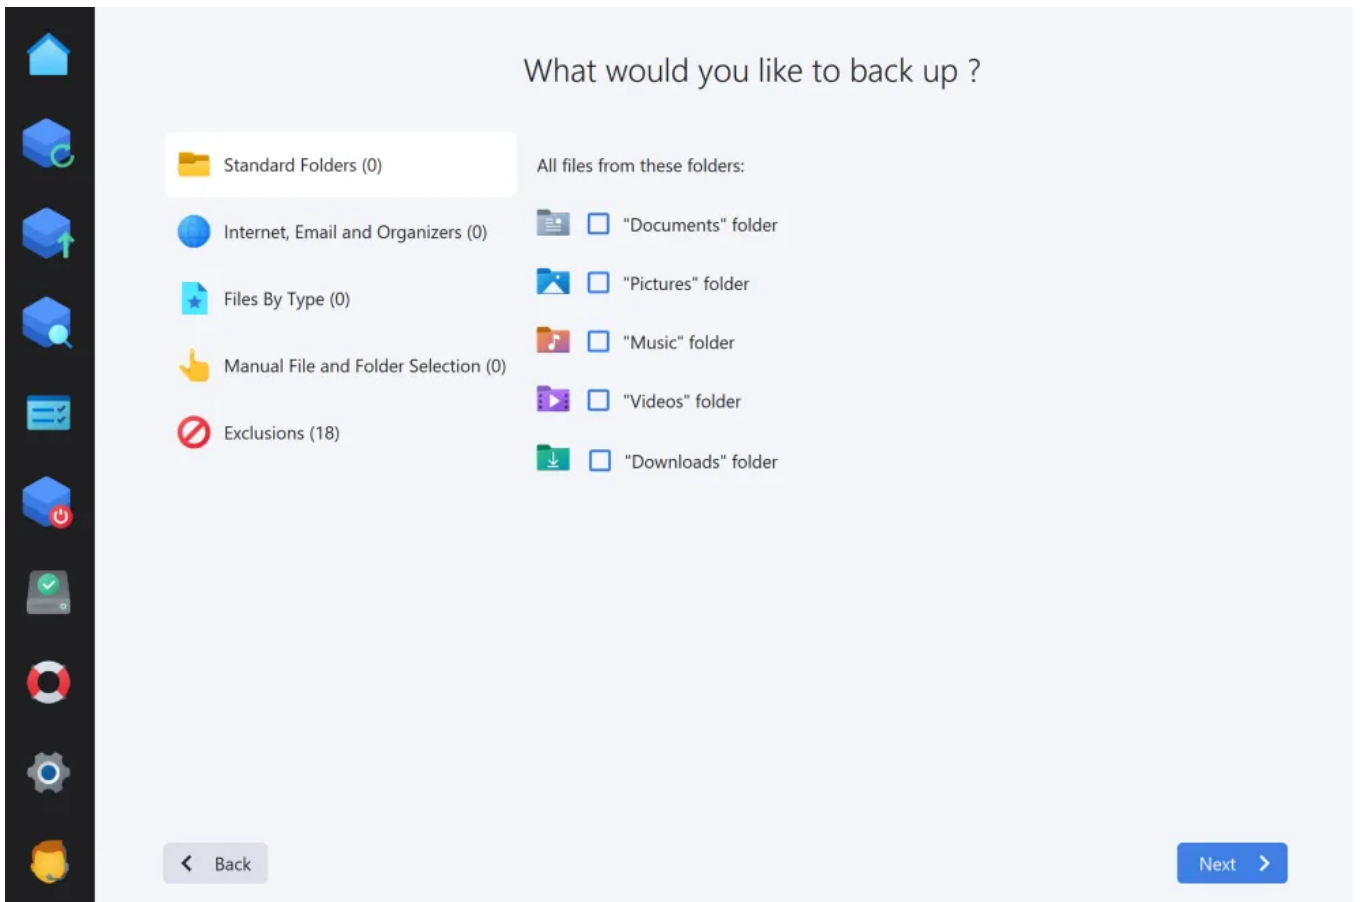 What would you like to back up ?
Standard Folders (0)
Internet, Email and Organizers (0)
Files By Type (0)
Manual File and Folder Selection (0)
Exclusions (18)
All files from these folders:
"Documents" folder
"Pictures" folder
"Music" folder
"Videos" folder
"Downloads" folder
Back
Next